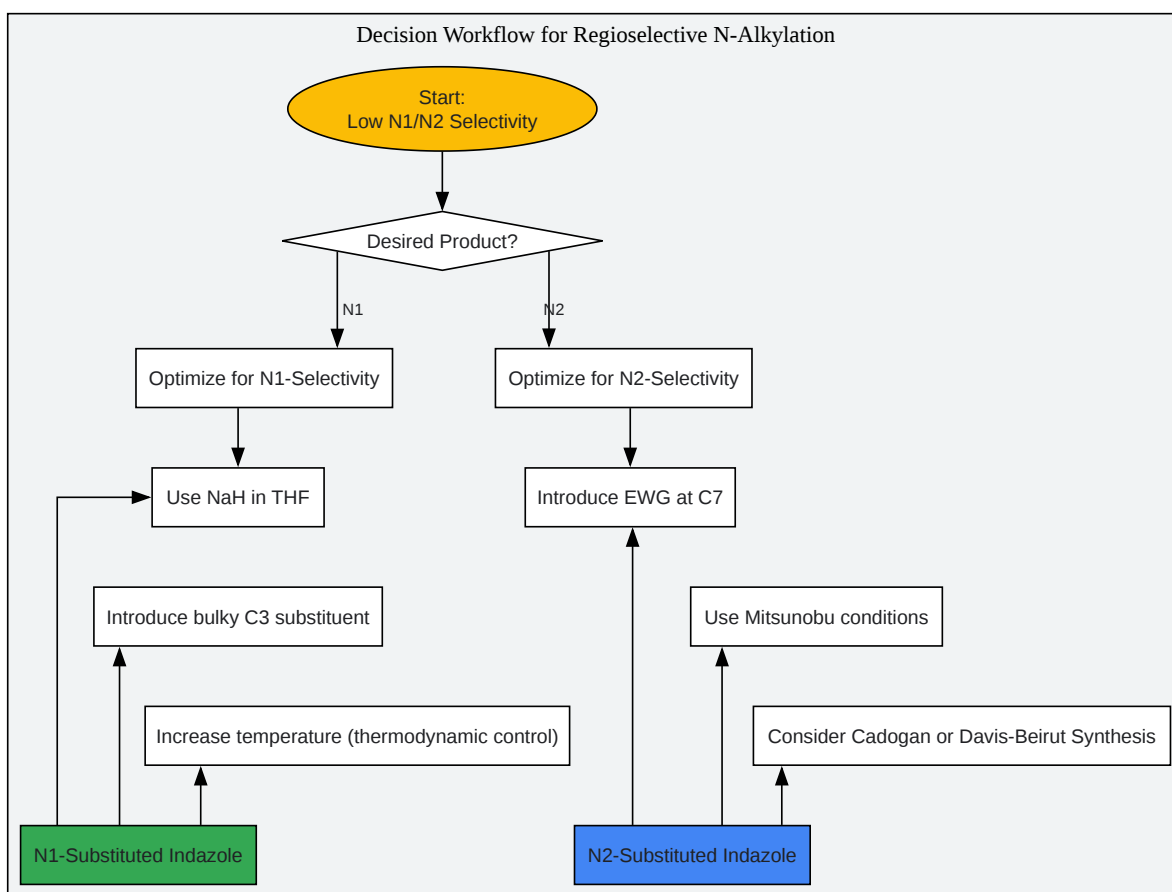 Decision Workflow for Regioselective N-Alkylation
Start:
Low N1/N2 Selectivity
Desired Product?
N1
N2
Optimize for N1-Selectivity
Optimize for N2-Selectivity
Use NaH in THF
Introduce EWG at C7
Introduce bulky C3 substituent
Use Mitsunobu conditions
Increase temperature (thermodynamic control)
Consider Cadogan or Davis-Beirut Synthesis
N1-Substituted Indazole
N2-Substituted Indazole